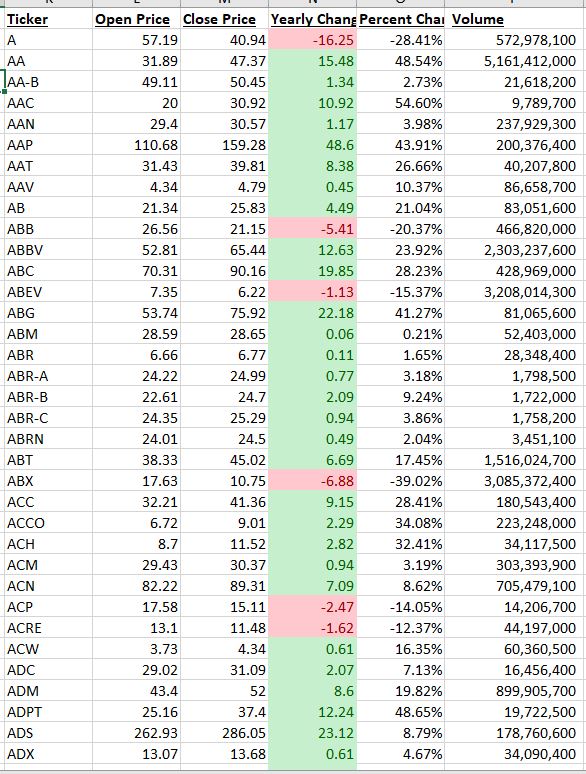 Ticker Open Price Close Price Yearly Chang Percent Char Volume
A 57.19 40.94 -16.25 -28.41% 572,978,100
AA 31.89 47.37 15.48 48.54% 5,161,412,000
AA-B 49.11 50.45 1.34 2.73% 21,618,200
AAC 20 30.92 10.92 54.60% 9,789,700
AAN 29.4 30.57 1.17 3.98% 237,929,300
AAP 110.68 159.28 48.6 43.91% 200,376,400
AAT 31.43 39.81 8.38 26.66% 40,207,800
AAV 4.34 4.79 0.45 10.37% 86,658,700
AB 21.34 25.83 4.49 21.04% 83,051,600
ABB 26.56 21.15 -5.41 -20.37% 466,820,000
ABBV 52.81 65.44 12.63 23.92% 2,303,237,600
ABC 70.31 90.16 19.85 28.23% 428,969,000
ABEV 7.35 6.22 -1.13 -15.37% 3,208,014,300
ABG 53.74 75.92 22.18 41.27% 81,065,600
ABM 28.59 28.65 0.06 0.21% 52,403,000
ABR 6.66 6.77 0.11 1.65% 28,348,400
ABR-A 24.22 24.99 0.77 3.18% 1,798,500
ABR-B 22.61 24.7 2.09 9.24% 1,722,000
ABR-C 24.35 25.29 0.94 3.86% 1,758,200
ABRN 24.01 24.5 0.49 2.04% 3,451,100
ABT 38.33 45.02 6.69 17.45% 1,516,024,700
ABX 17.63 10.75 -6.88 -39.02% 3,085,372,400
ACC 32.21 41.36 9.15 28.41% 180,543,400
ACCO 6.72 9.01 2.29 34.08% 223,248,000
ACH 8.7 11.52 2.82 32.41% 34,117,500
ACM 29.43 30.37 0.94 3.19% 303,393,900
ACN 82.22 89.31 7.09 8.62% 705,479,100
ACP 17.58 15.11 -2.47 -14.05% 14,206,700
ACRE 13.1 11.48 -1.62 -12.37% 44,197,000
ACW 3.73 4.34 0.61 16.35% 60,360,500
ADC 29.02 31.09 2.07 7.13% 16,456,400
ADM 43.4 52 8.6 19.82% 899,905,700
ADPT 25.16 37.4 12.24 48.65% 19,722,500
ADS 262.93 286.05 23.12 8.79% 178,760,600
ADX 13.07 13.68 0.61 4.67% 34,090,400